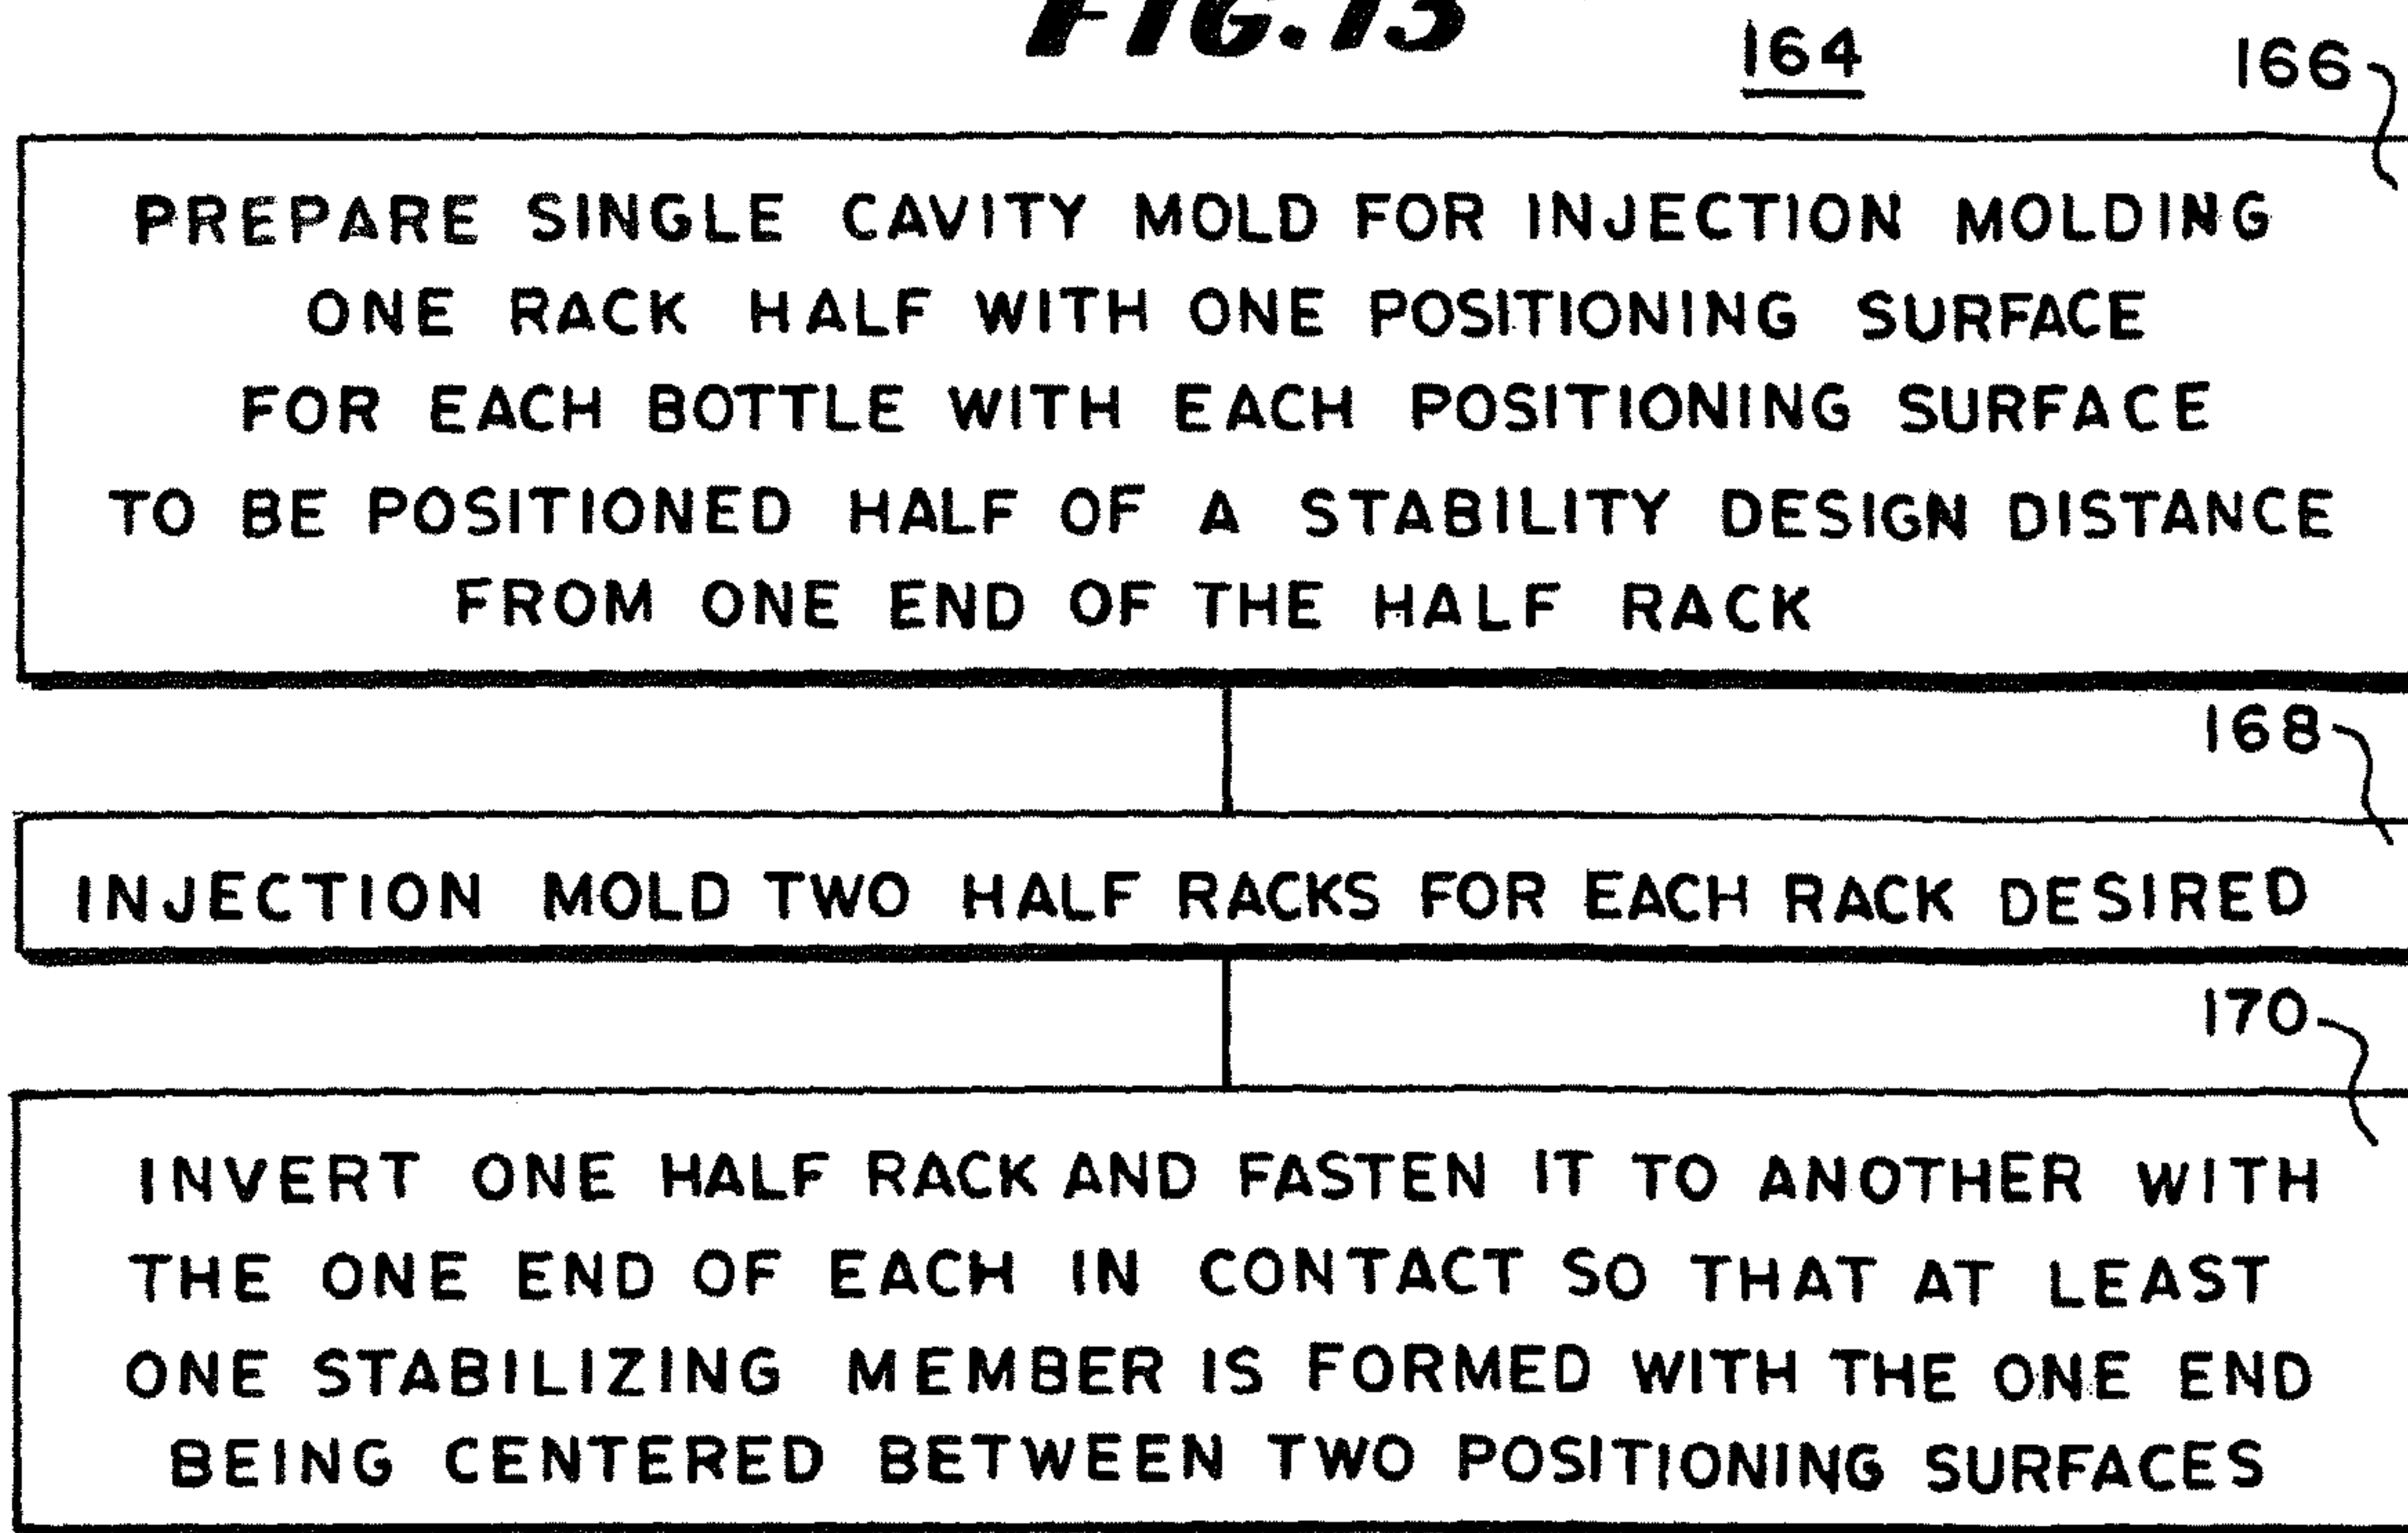 FIG. 13
164
166
PREPARE SINGLE CAVITY MOLD FOR INJECTION MOLDING
ONE RACK HALF WITH ONE POSITIONING SURFACE
FOR EACH BOTTLE WITH EACH POSITIONING SURFACE
TO BE POSITIONED HALF OF A STABILITY DESIGN DISTANCE
FROM ONE END OF THE HALF RACK
168
INJECTION MOLD TWO HALF RACKS FOR EACH RACK DESIRED
170
INVERT ONE HALF RACK AND FASTEN IT TO ANOTHER WITH
THE ONE END OF EACH IN CONTACT SO THAT AT LEAST
ONE STABILIZING MEMBER IS FORMED WITH THE ONE END
BEING CENTERED BETWEEN TWO POSITIONING SURFACES